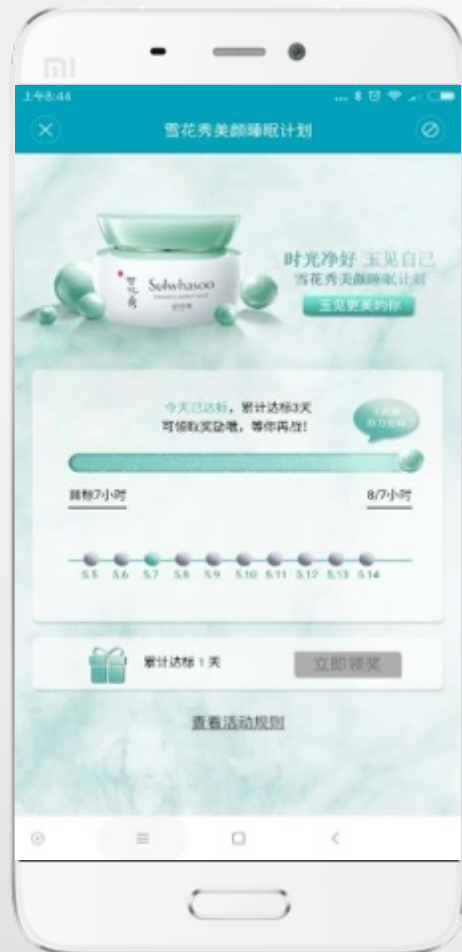 上午8:44
雪花秀美颜睡眠计划
Sulwhasoo
时光净好 玉见自己
雪花秀美颜睡眠计划
玉见更美的你
今天已达标，累计达标3天
可领取奖励哦，等你再战！
目标7小时
8/7小时
5.5 5.6 5.7 5.8 5.9 5.10 5.11 5.12 5.13 5.14
累计达标 1 天
立即领奖
查看活动规则